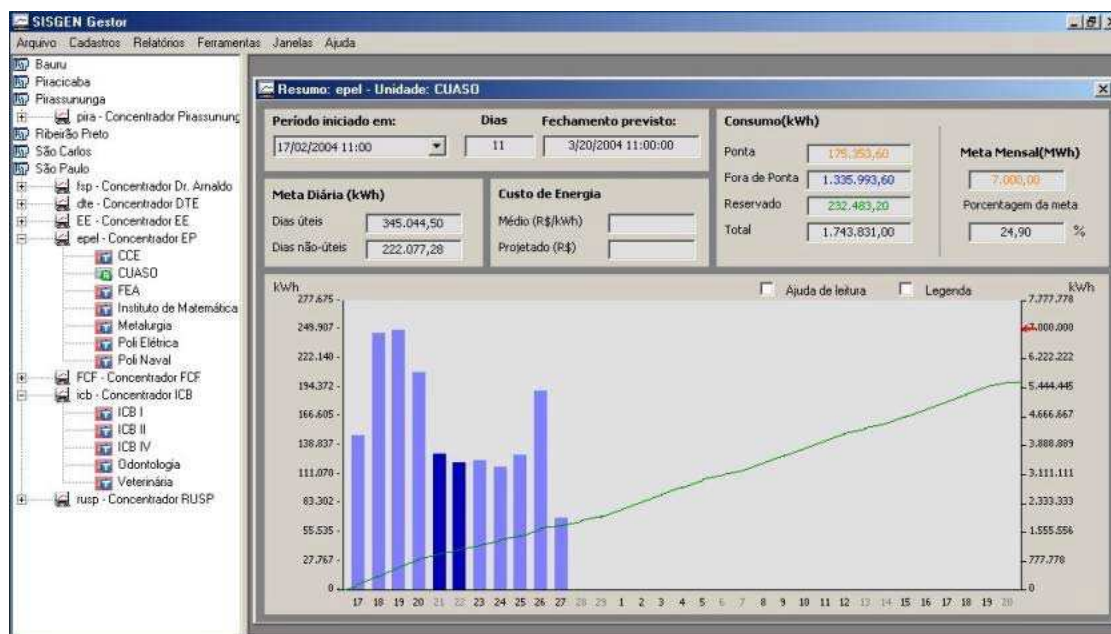 SISGEN Gestor
Arquivo Cadastros Relatórios Ferramentas Janelas Ajuda
Bauru
Piracicaba
Pirassununga
pira - Concentrador Pirassunung
Ribeirão Preto
São Carlos
São Paulo
fsp - Concentrador Dr. Arnaldo
dte - Concentrador DTE
EE - Concentrador EE
epel - Concentrador EP
CCE
CUASO
FEA
Instituto de Matemática
Metalurgia
Poli Elétrica
Poli Naval
FCF - Concentrador FCF
icb - Concentrador ICB
ICB I
ICB II
ICB IV
Odontologia
Veterinária
rusp - Concentrador RUSP
Resumo: epel - Unidade: CUASO
Período iniciado em: Dias Fechamento previsto:
17/02/2004 11:00 11 3/20/2004 11:00:00
Meta Diária (kWh)
Dias úteis 345.044,50
Dias não-úteis 222.077,28
Custo de Energia
Médio (R$/kWh)
Projetado (R$)
Consumo(kWh)
Ponta 175.353,60
Fora de Ponta 1.335.993,60
Reservado 232.483,20
Total 1.743.831,00
Meta Mensal(MWh)
7.000,00
Porcentagem da meta
24,90 %
kWh Ajuda de leitura Legenda kWh
277.675 7.777.778
249.907 7.000.000
222.140 6.222.222
194.372 5.444.445
166.605 4.666.667
138.837 3.888.889
111.070 3.111.111
83.302 2.333.333
55.535 1.555.556
27.767 777.778
0 0
17 18 19 20 21 22 23 24 25 26 27 28 29 1 2 3 4 5 6 7 8 9 10 11 12 13 14 15 16 17 18 19 20